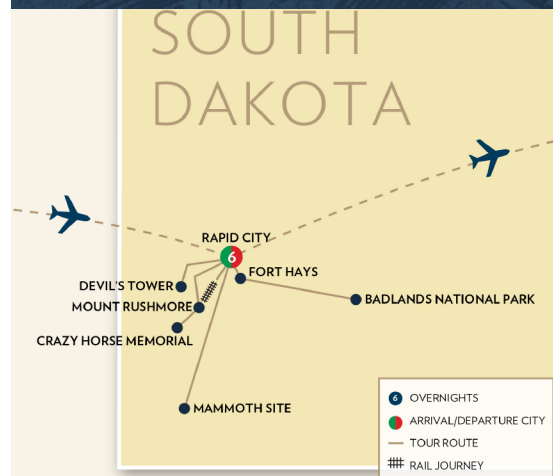 SOUTH
DAKOTA
RAPID CITY
6
FORT HAYS
DEVIL'S TOWER
BADLANDS NATIONAL PARK
MOUNT RUSHMORE
CRAZY HORSE MEMORIAL
MAMMOTH SITE
6 OVERNIGHTS
ARRIVAL/DEPARTURE CITY
TOUR ROUTE
RAIL JOURNEY